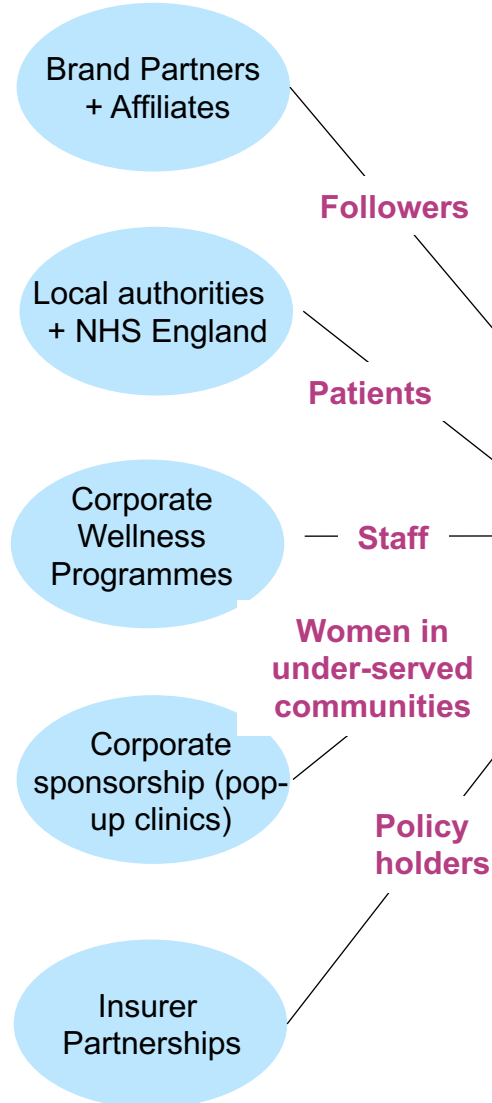 Brand Partners
+ Affiliates
Followers
Local authorities
+ NHS England
Patients
Corporate
Wellness
Programmes
Staff
Women in
under-served
communities
Corporate
sponsorship (pop-
up clinics)
Policy
holders
Insurer
Partnerships